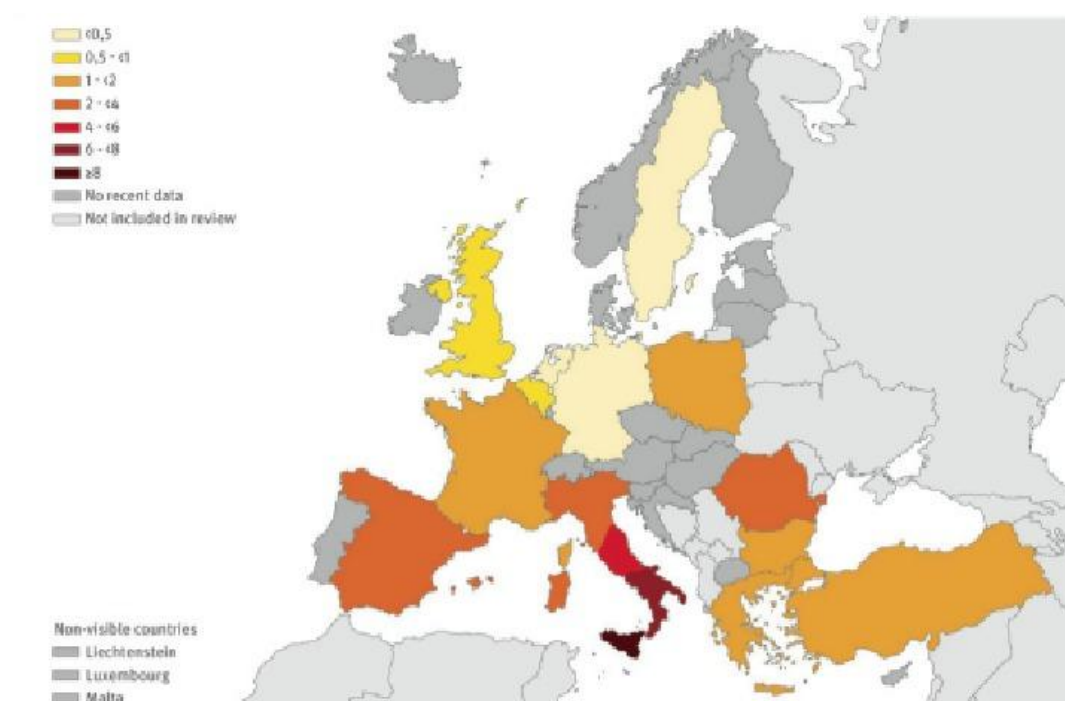 <0,5
0,5 - <1
1 - <2
2 - <4
4 - <6
6 - <8
≥8
No recent data
Not included in review
Non-visible countries
Liechtenstein
Luxembourg
Malta